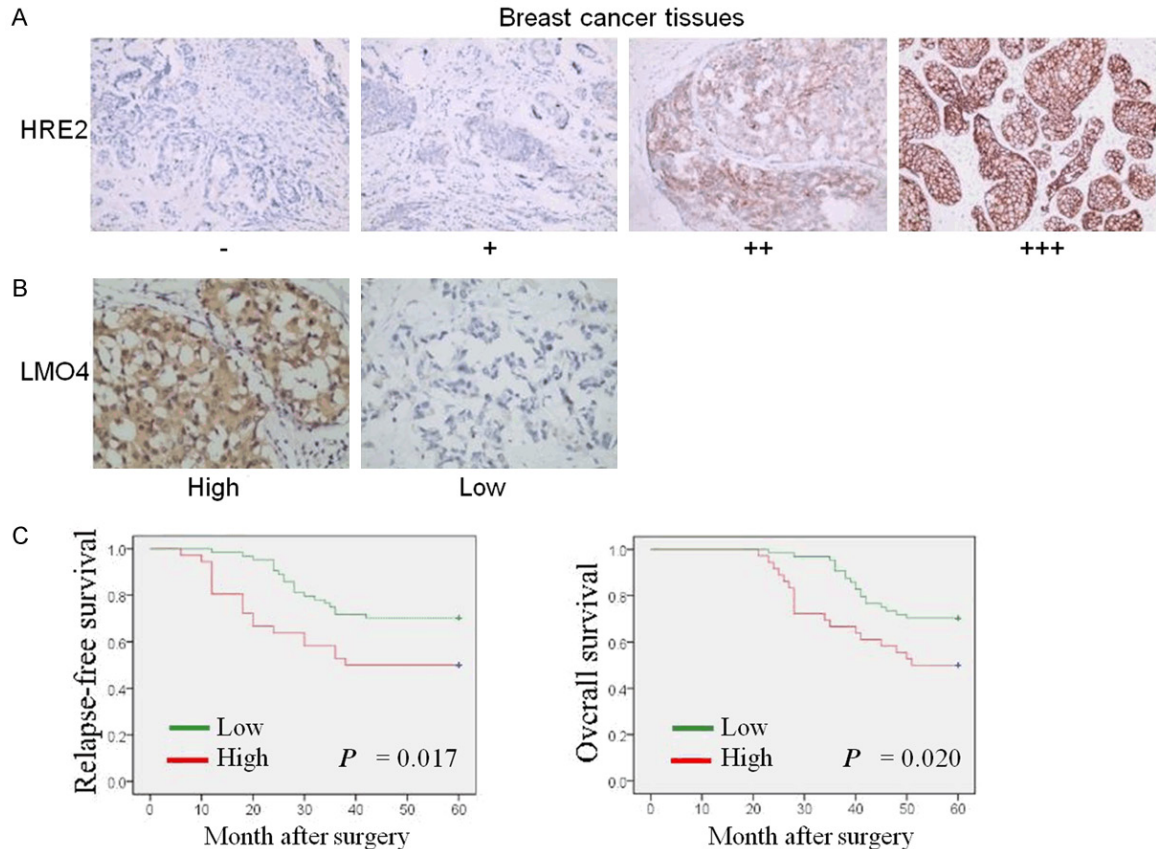 A
Breast cancer tissues
HRE2
-
+
++
+++
B
LMO4
High
Low
C
Relapse-free survival
1.0
0.8
0.6
0.4
0.2
0.0
Low
High
P = 0.017
0 10 20 30 40 50 60
Month after surgery
Ovcrall survival
1.0
0.8
0.6
0.4
0.2
0.0
Low
High
P = 0.020
0 10 20 30 40 50 60
Month after surgery